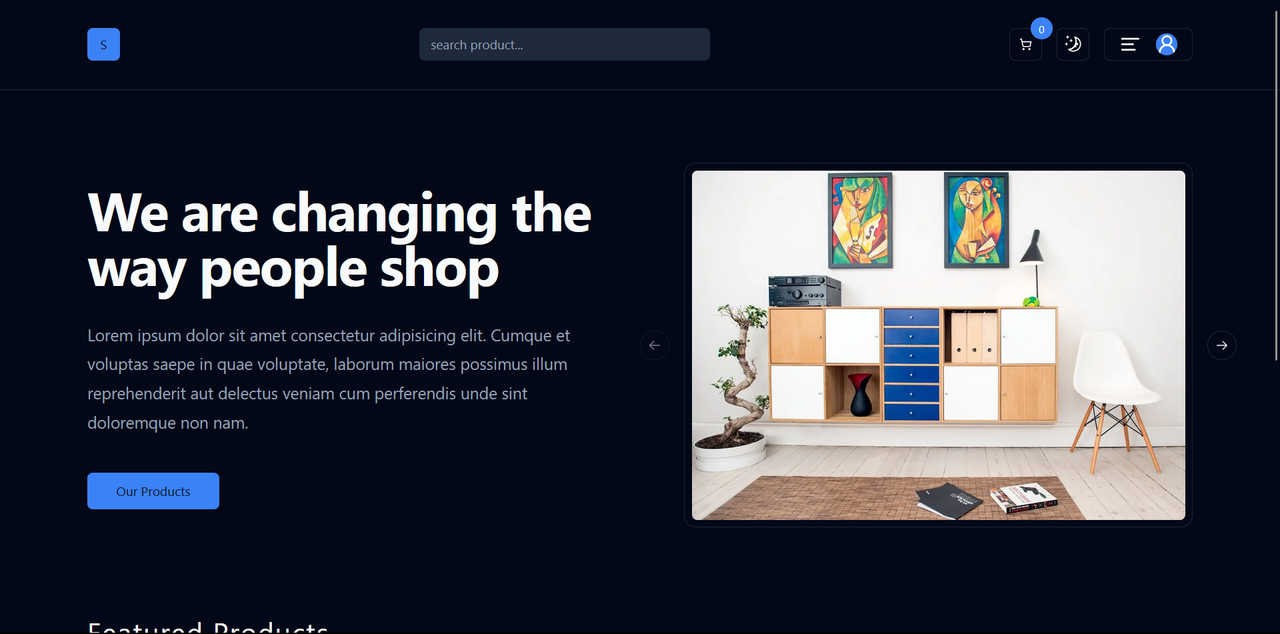 S
search product...
0
We are changing the
way people shop
Lorem ipsum dolor sit amet consectetur adipisicing elit. Cumque et
voluptas saepe in quae voluptate, laborum maiores possimus illum
reprehenderit aut delectus veniam cum perferendis unde sint
doloremque non nam.
Our Products
Featured Products